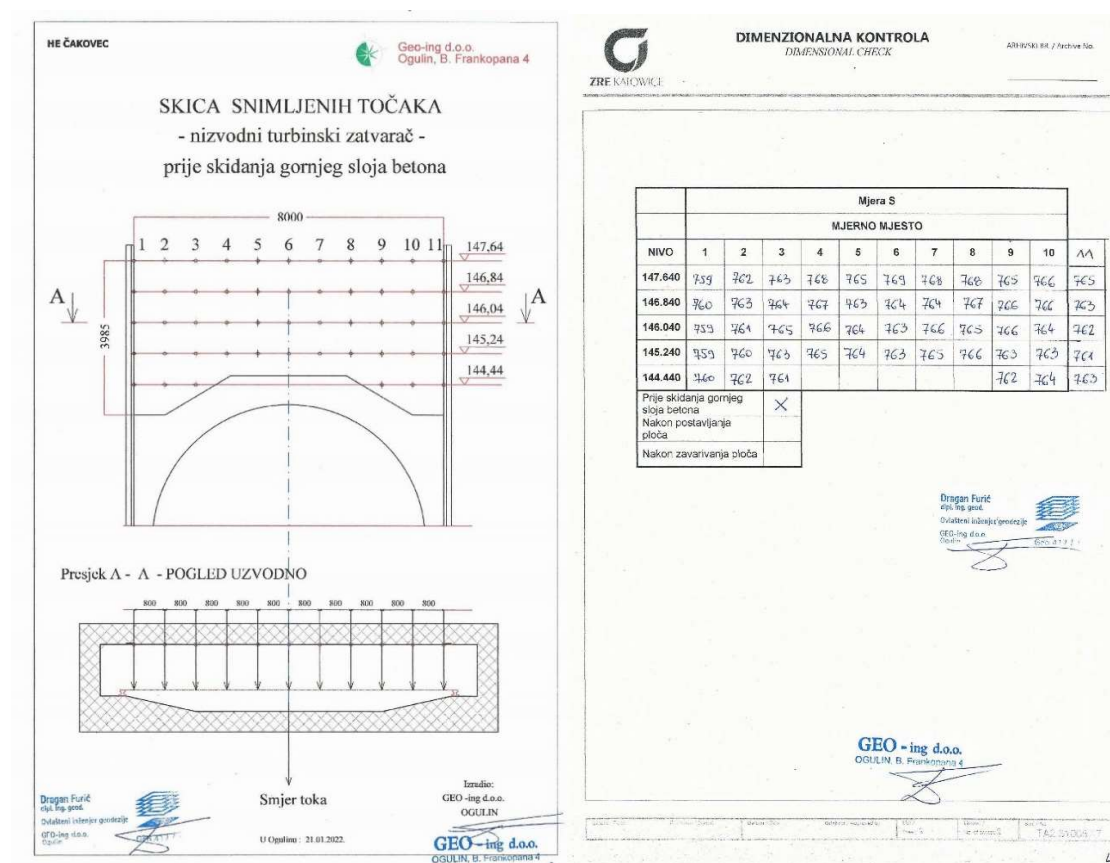 HE ČAKOVEC
Geo-ing d.o.o.
Ogulin, B. Frankopana 4
SKICA SNIMLJENIH TOČAKA
- nizvodni turbinski zatvarač -
prije skidanja gornjeg sloja betona
8000
1 2 3 4 5 6 7 8 9 10 11
147,64
146,84
A A
146,04
3985
145,24
144,44
Presjek A - A - POGLED UZVODNO
800 800 800 800 800 800 800 800 800
Smjer toka
Izradio:
GEO -ing d.o.o.
OGULIN
U Ogulinu : 21.01.2022.
Dragan Furić
dipl. ing. geod.
Ovlašteni inženjer geodezije
GEO-ing d.o.o.
Ogulin
GEO - ing d.o.o.
OGULIN, B. Frankopana 4
ZRE KATOWICE
DIMENZIONALNA KONTROLA
DIMENSIONAL CHECK
ARHIVSKI BR. / Archive No.
Mjera S
MJERNO MJESTO
NIVO 1 2 3 4 5 6 7 8 9 10 11
147.640 759 762 763 768 765 769 768 768 765 766 765
146.840 760 763 764 767 763 764 764 767 766 766 763
146.040 759 761 765 766 764 763 766 765 766 764 762
145.240 759 760 763 765 764 763 765 766 763 763 761
144.440 760 762 761 762 764 763
Prije skidanja gornjeg
sloja betona X
Nakon postavljanja
ploča
Nakon zavarivanja ploča
Dragan Furić
dipl. ing. geod.
Ovlašteni inženjer geodezije
GEO-ing d.o.o.
Ogulin
GEO - ing d.o.o.
OGULIN, B. Frankopana 4